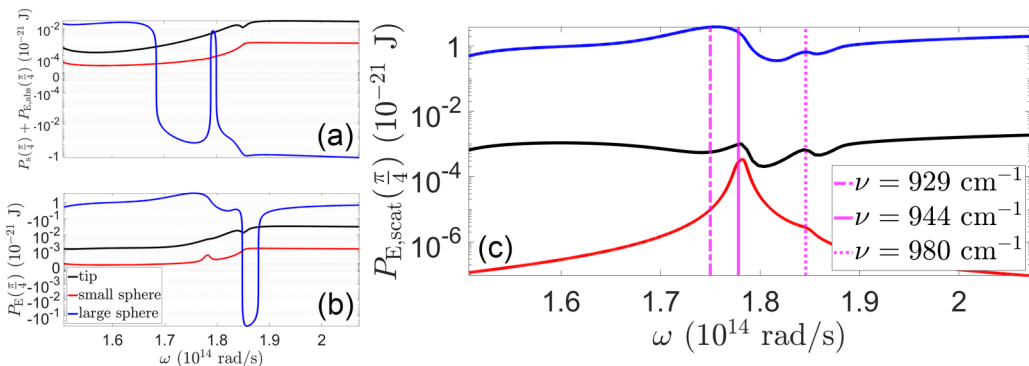 P_s(π/4) + P_E,abs(π/4) (10^-21 J)
10^-2
10^-4
0
-10^-4
-10^-2
-1
(a)
P_E(π/4) (10^-21 J)
1
10^-1
10^-2
10^-3
0
-10^-3
-10^-2
-10^-1
tip
small sphere
large sphere
(b)
1.6 1.7 1.8 1.9 2
ω (10^14 rad/s)
P_E,scat(π/4) (10^-21 J)
1
10^-2
10^-4
10^-6
(c)
ν = 929 cm^-1
ν = 944 cm^-1
ν = 980 cm^-1
1.6 1.7 1.8 1.9 2
ω (10^14 rad/s)